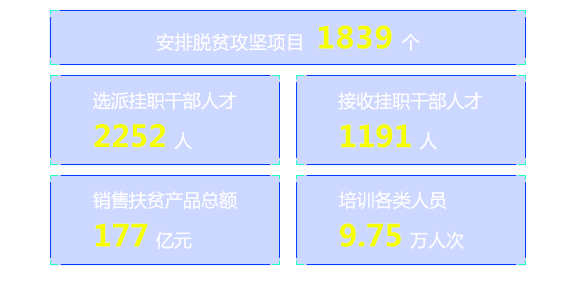 安排脱贫攻坚项目 1839 个
选派挂职干部人才
2252 人
接收挂职干部人才
1191 人
销售扶贫产品总额
177 亿元
培训各类人员
9.75 万人次